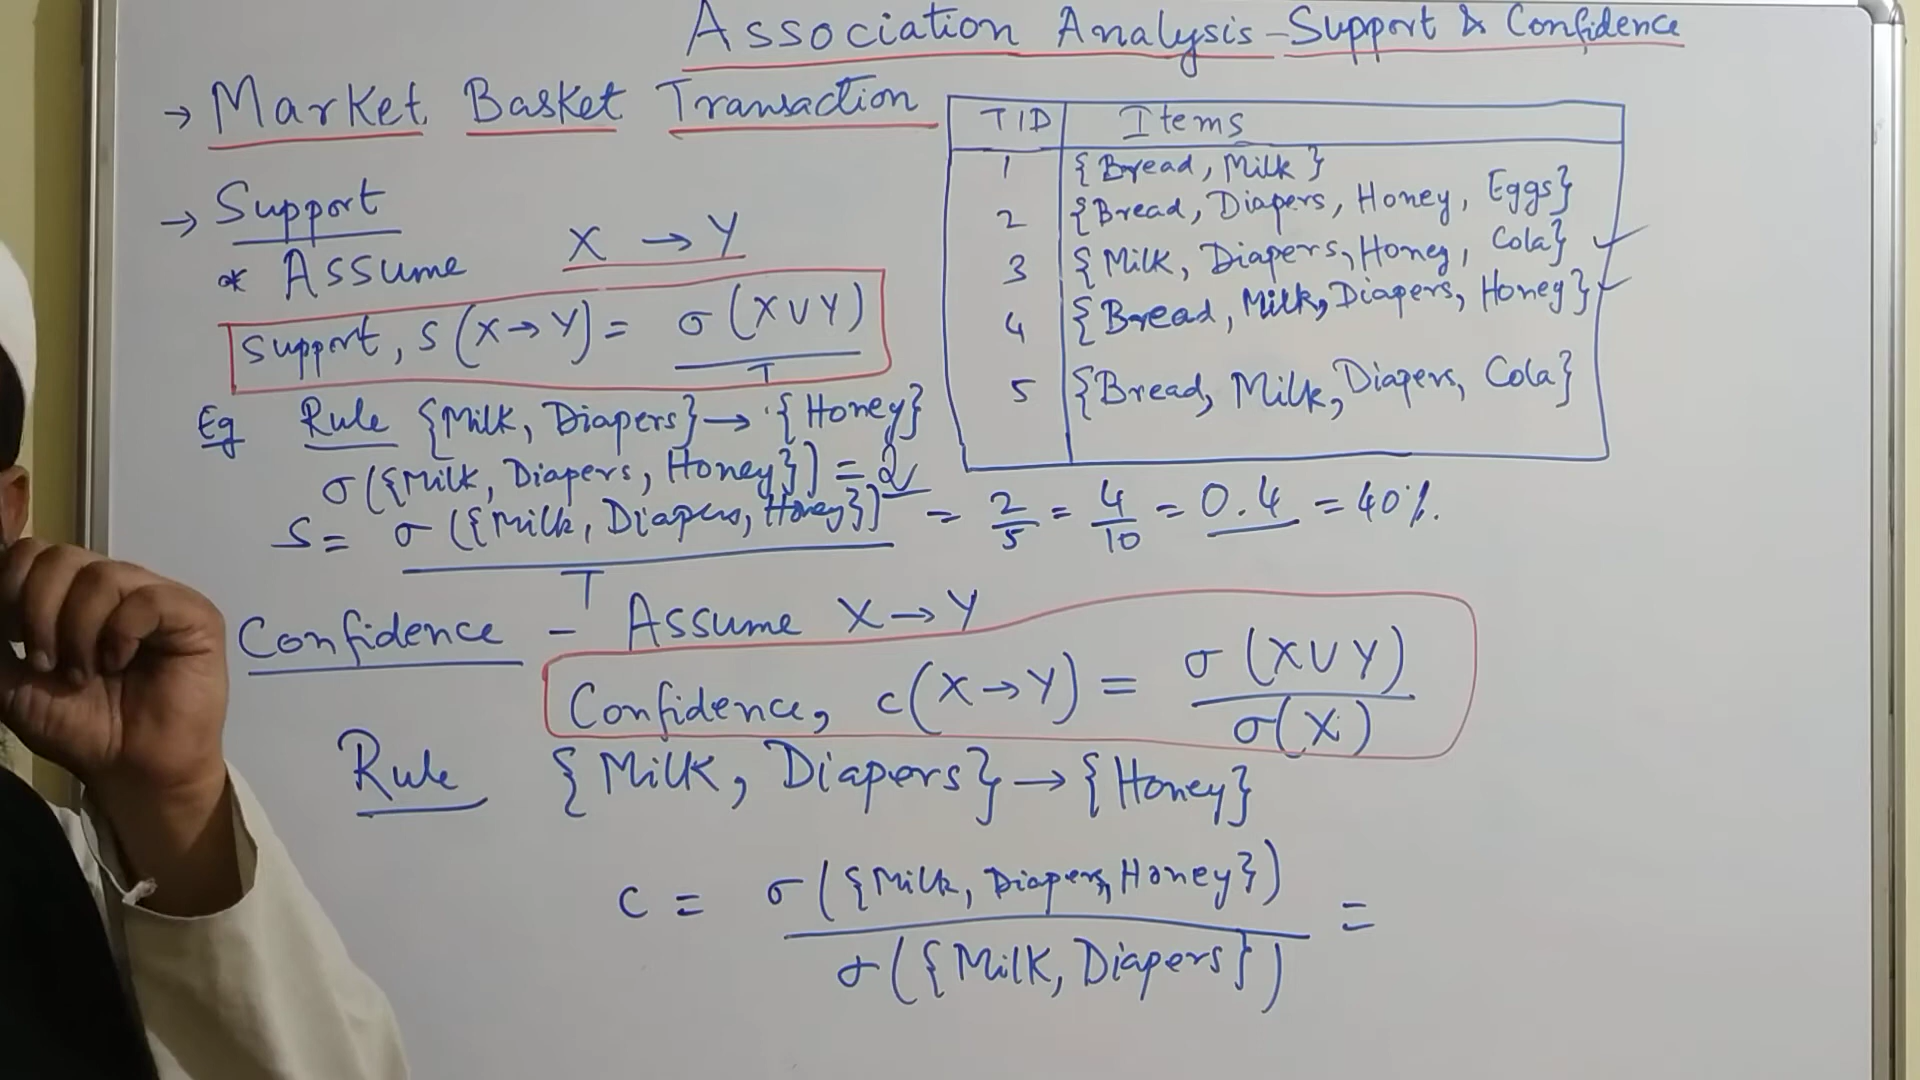 Association Analysis - Support & Confidence
→ Market Basket Transaction
TID Items
1 {Bread, Milk}
2 {Bread, Diapers, Honey, Eggs}
3 {Milk, Diapers, Honey, Cola} ✓
4 {Bread, Milk, Diapers, Honey} ✓
5 {Bread, Milk, Diapers, Cola}
→ Support
* Assume X → Y
Support, s(X→Y) = σ(X∪Y) / T
Eg Rule {Milk, Diapers} → {Honey}
σ({Milk, Diapers, Honey}) = 2
S = σ({Milk, Diapers, Honey}) / T = 2/5 = 4/10 = 0.4 = 40%.
Confidence - Assume X → Y
Confidence, c(X→Y) = σ(X∪Y) / σ(X)
Rule {Milk, Diapers} → {Honey}
c = σ({Milk, Diapers, Honey}) / σ({Milk, Diapers}) =